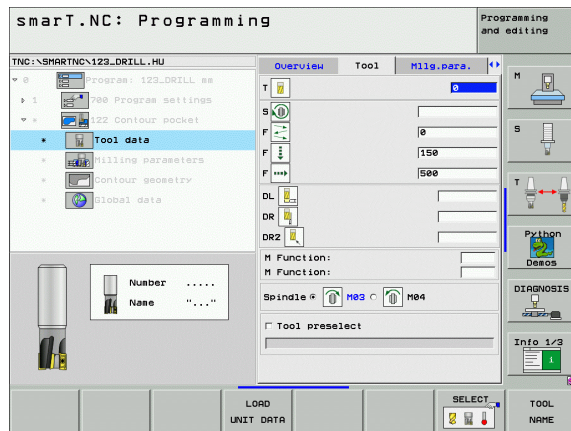 smarT.NC: Programming
Programming and editing
TNC:\SMARTNC\123_DRILL.HU
0 Program: 123_DRILL mm
1 700 Program settings
* 122 Contour pocket
* Tool data
* Milling parameters
* Contour geometry
* Global data
Number .....
Name "..."
Overview Tool Mllg.para.
T 0
S
F 0
F 150
F 500
DL
DR
DR2
M Function:
M Function:
Spindle M03 M04
Tool preselect
M
S
T
Python
Demos
DIAGNOSIS
Info 1/3
1
LOAD
UNIT DATA
SELECT
TOOL
NAME